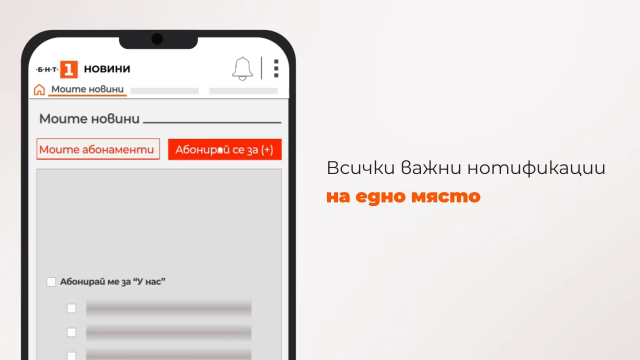 ·Б·Н·Т· 1 НОВИНИ
Моите новини
Моите новини
Моите абонаменти
Абонирай се за (+)
Абонирай ме за “У нас”
Всички важни нотификации
на едно място